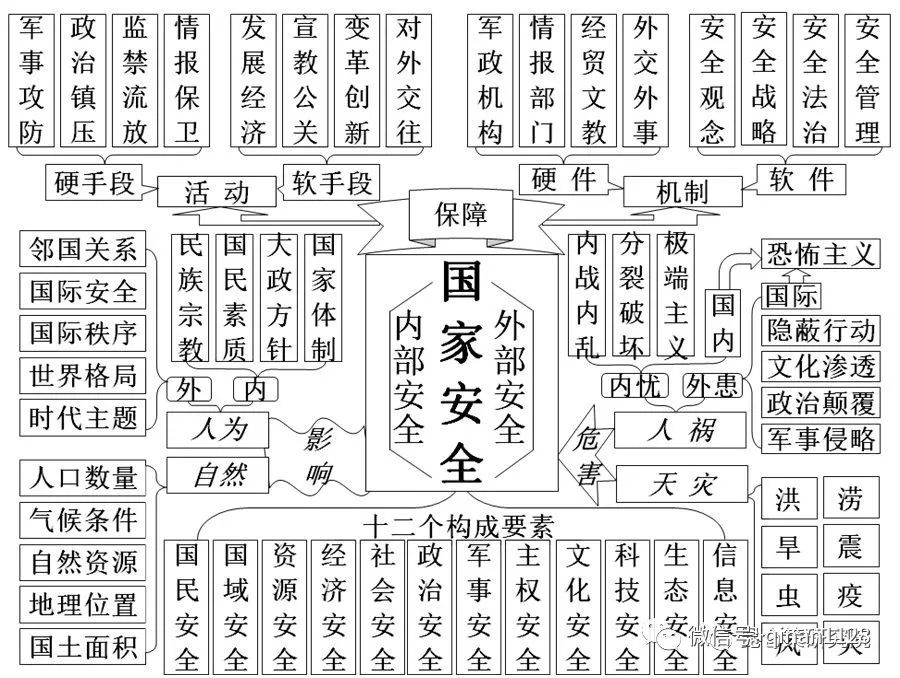 军事攻防
政治镇压
监禁流放
情报保卫
发展经济
宣教公关
变革创新
对外交往
军政机构
情报部门
经贸文教
外交外事
安全观念
安全战略
安全法治
安全管理
硬手段
活动
软手段
保障
硬件
机制
软件
邻国关系
国际安全
国际秩序
世界格局
时代主题
民族宗教
国民素质
大政方针
国家体制
外
内
人为
自然
影响
人口数量
气候条件
自然资源
地理位置
国土面积
内部安全
国家安全
外部安全
内战内乱
分裂破坏
极端主义
国内
恐怖主义
国际
隐蔽行动
文化渗透
政治颠覆
军事侵略
内忧
外患
人祸
危害
天灾
洪
涝
旱
震
虫
疫
十二个构成要素
国民安全
国域安全
资源安全
经济安全
社会安全
政治安全
军事安全
主权安全
文化安全
科技安全
生态安全
信息安全
微信号